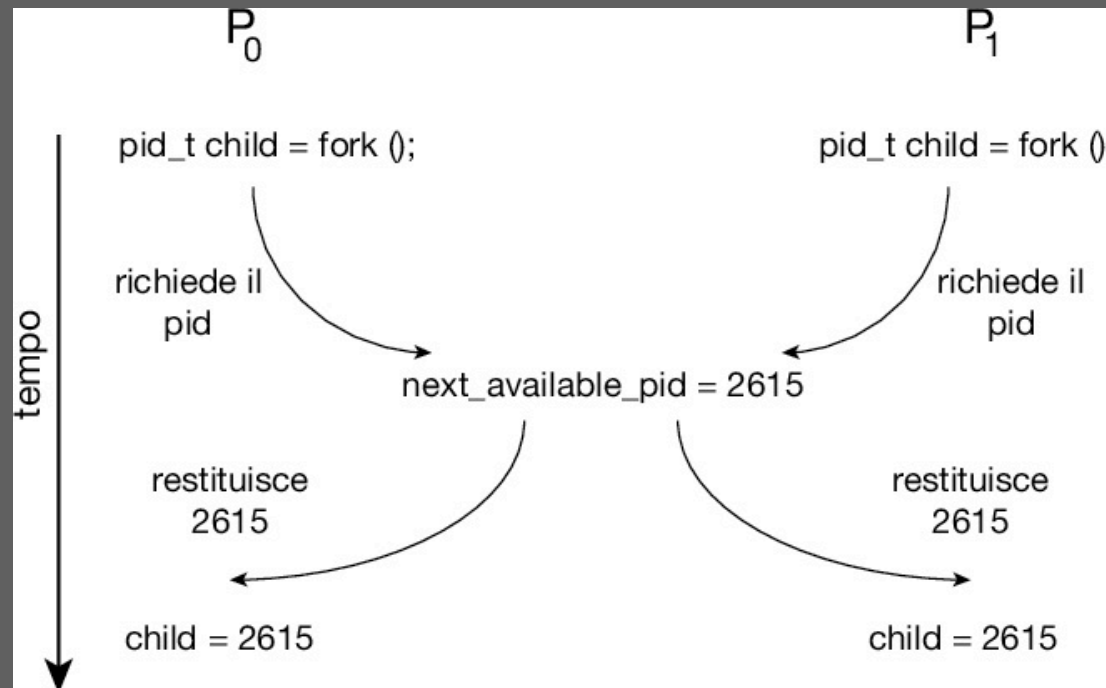 P0
P1
pid_t child = fork ();
pid_t child = fork ()
richiede il
pid
richiede il
pid
tempo
next_available_pid = 2615
restituisce
2615
restituisce
2615
child = 2615
child = 2615